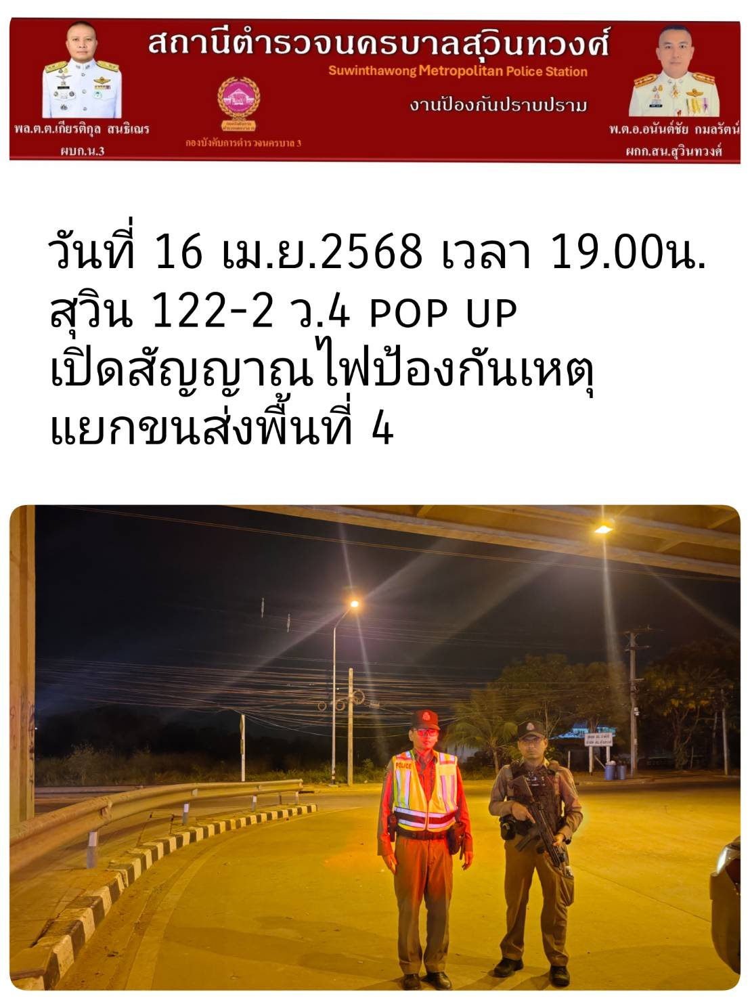 สถานีตำรวจนครบาลสุวินทวงศ์
Suwinthawong Metropolitan Police Station
งานป้องกันปราบปราม
พล.ต.ต.เกียรติกุล สนธิเณร
ผบก.น.3
กองบังคับการตำรวจนครบาล 3
พ.ต.อ.อนันต์ชัย กมลรัตน์
ผกก.สน.สุวินทวงศ์
วันที่ 16 เม.ย.2568 เวลา 19.00น.
สุวิน 122-2 ว.4 POP UP
เปิดสัญญาณไฟป้องกันเหตุ
แยกขนส่งพื้นที่ 4
POLICE